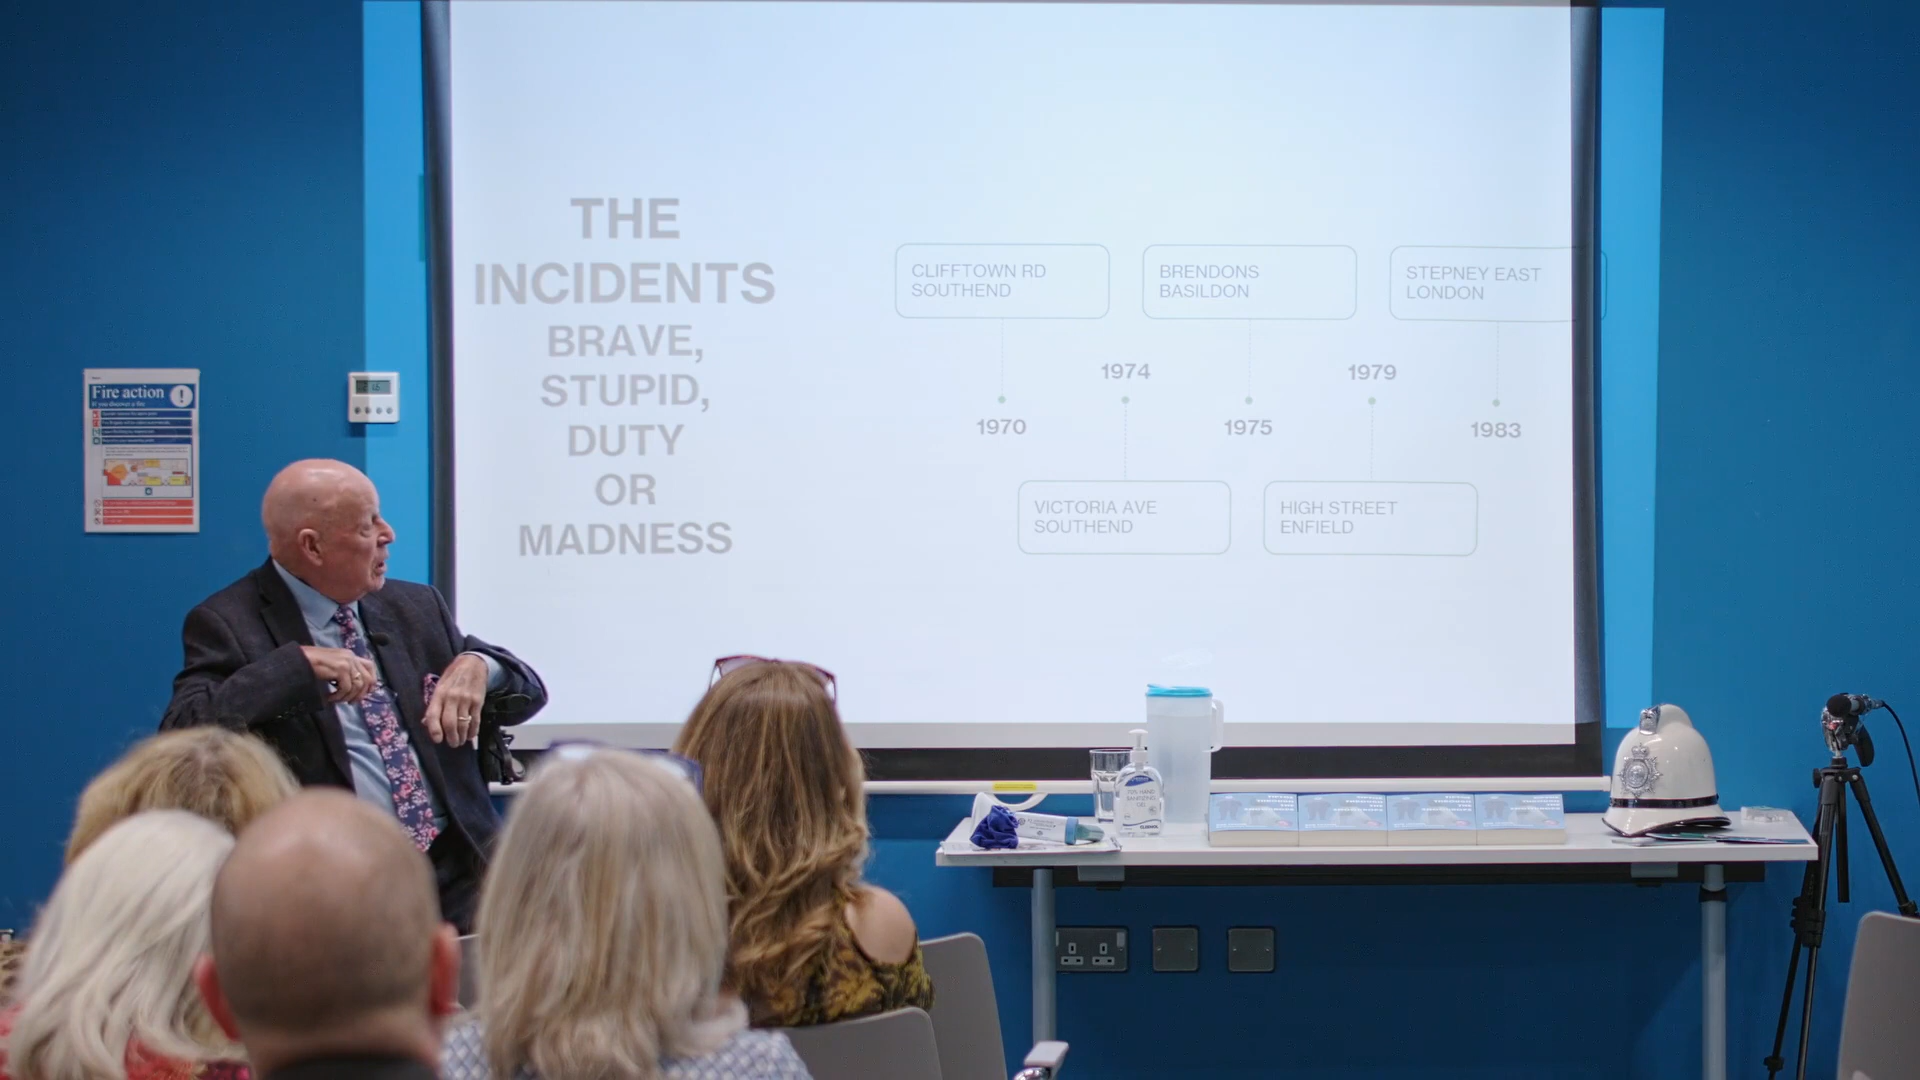 THE
INCIDENTS
BRAVE,
STUPID,
DUTY
OR
MADNESS
CLIFFTOWN RD
SOUTHEND
BRENDONS
BASILDON
STEPNEY EAST
LONDON
1974
1979
1970
1975
1983
VICTORIA AVE
SOUTHEND
HIGH STREET
ENFIELD
Fire action